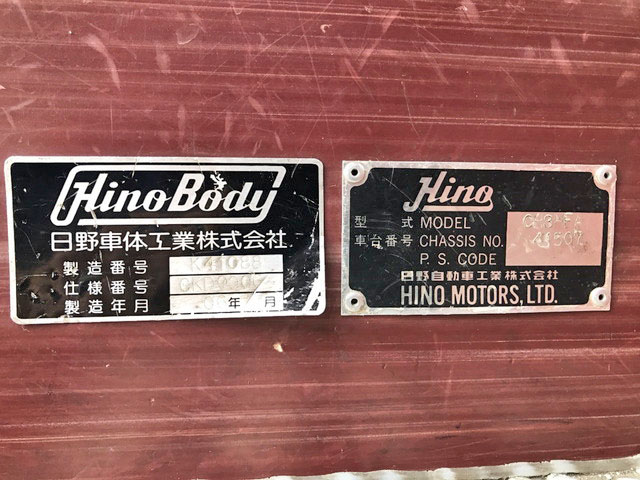 HinoBody
日野車体工業株式会社
製造番号
仕様番号
製造年月 年 月
Hino
型式 MODEL
車台番号 CHASSIS NO.
P. S. CODE
日野自動車工業株式会社
HINO MOTORS, LTD.